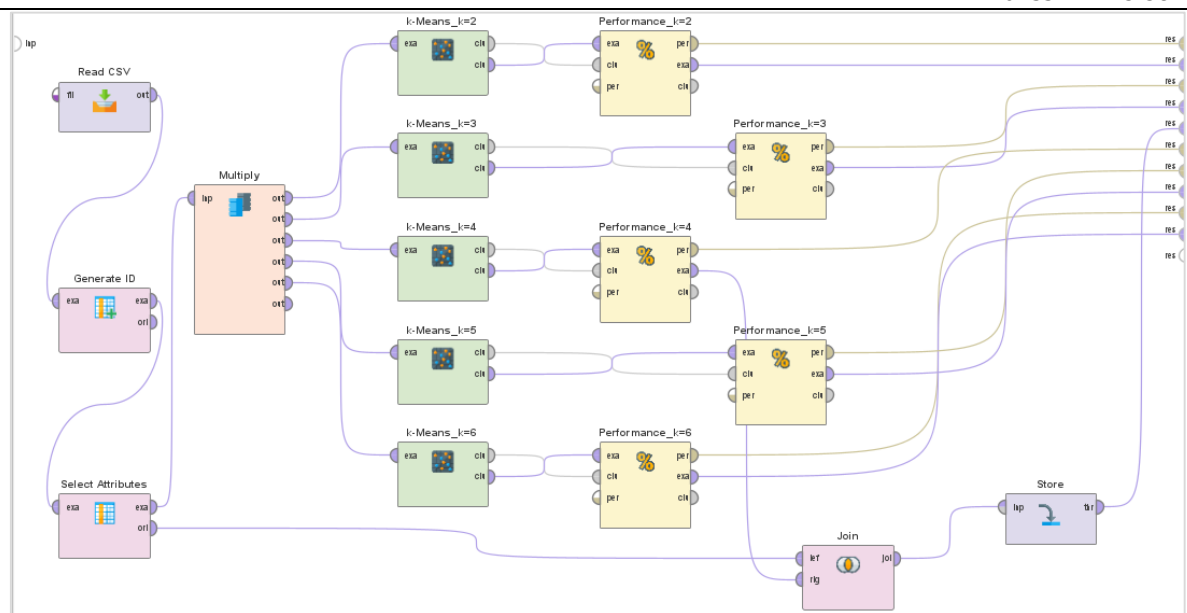 k-Means_k=2
Performance_k=2
inp
exa
clu
clu
exa
clu
per
per
exa
clu
res
res
res
res
res
res
res
res
res
res
res
Read CSV
fil
out
k-Means_k=3
exa
clu
clu
Performance_k=3
exa
clu
per
per
exa
clu
Multiply
inp
out
out
out
out
out
out
k-Means_k=4
exa
clu
clu
Performance_k=4
exa
clu
per
per
exa
clu
Generate ID
exa
exa
ori
k-Means_k=5
exa
clu
clu
Performance_k=5
exa
clu
per
per
exa
clu
k-Means_k=6
exa
clu
clu
Performance_k=6
exa
clu
per
per
exa
clu
Select Attributes
exa
exa
ori
Store
inp
thr
Join
lef
rig
joi